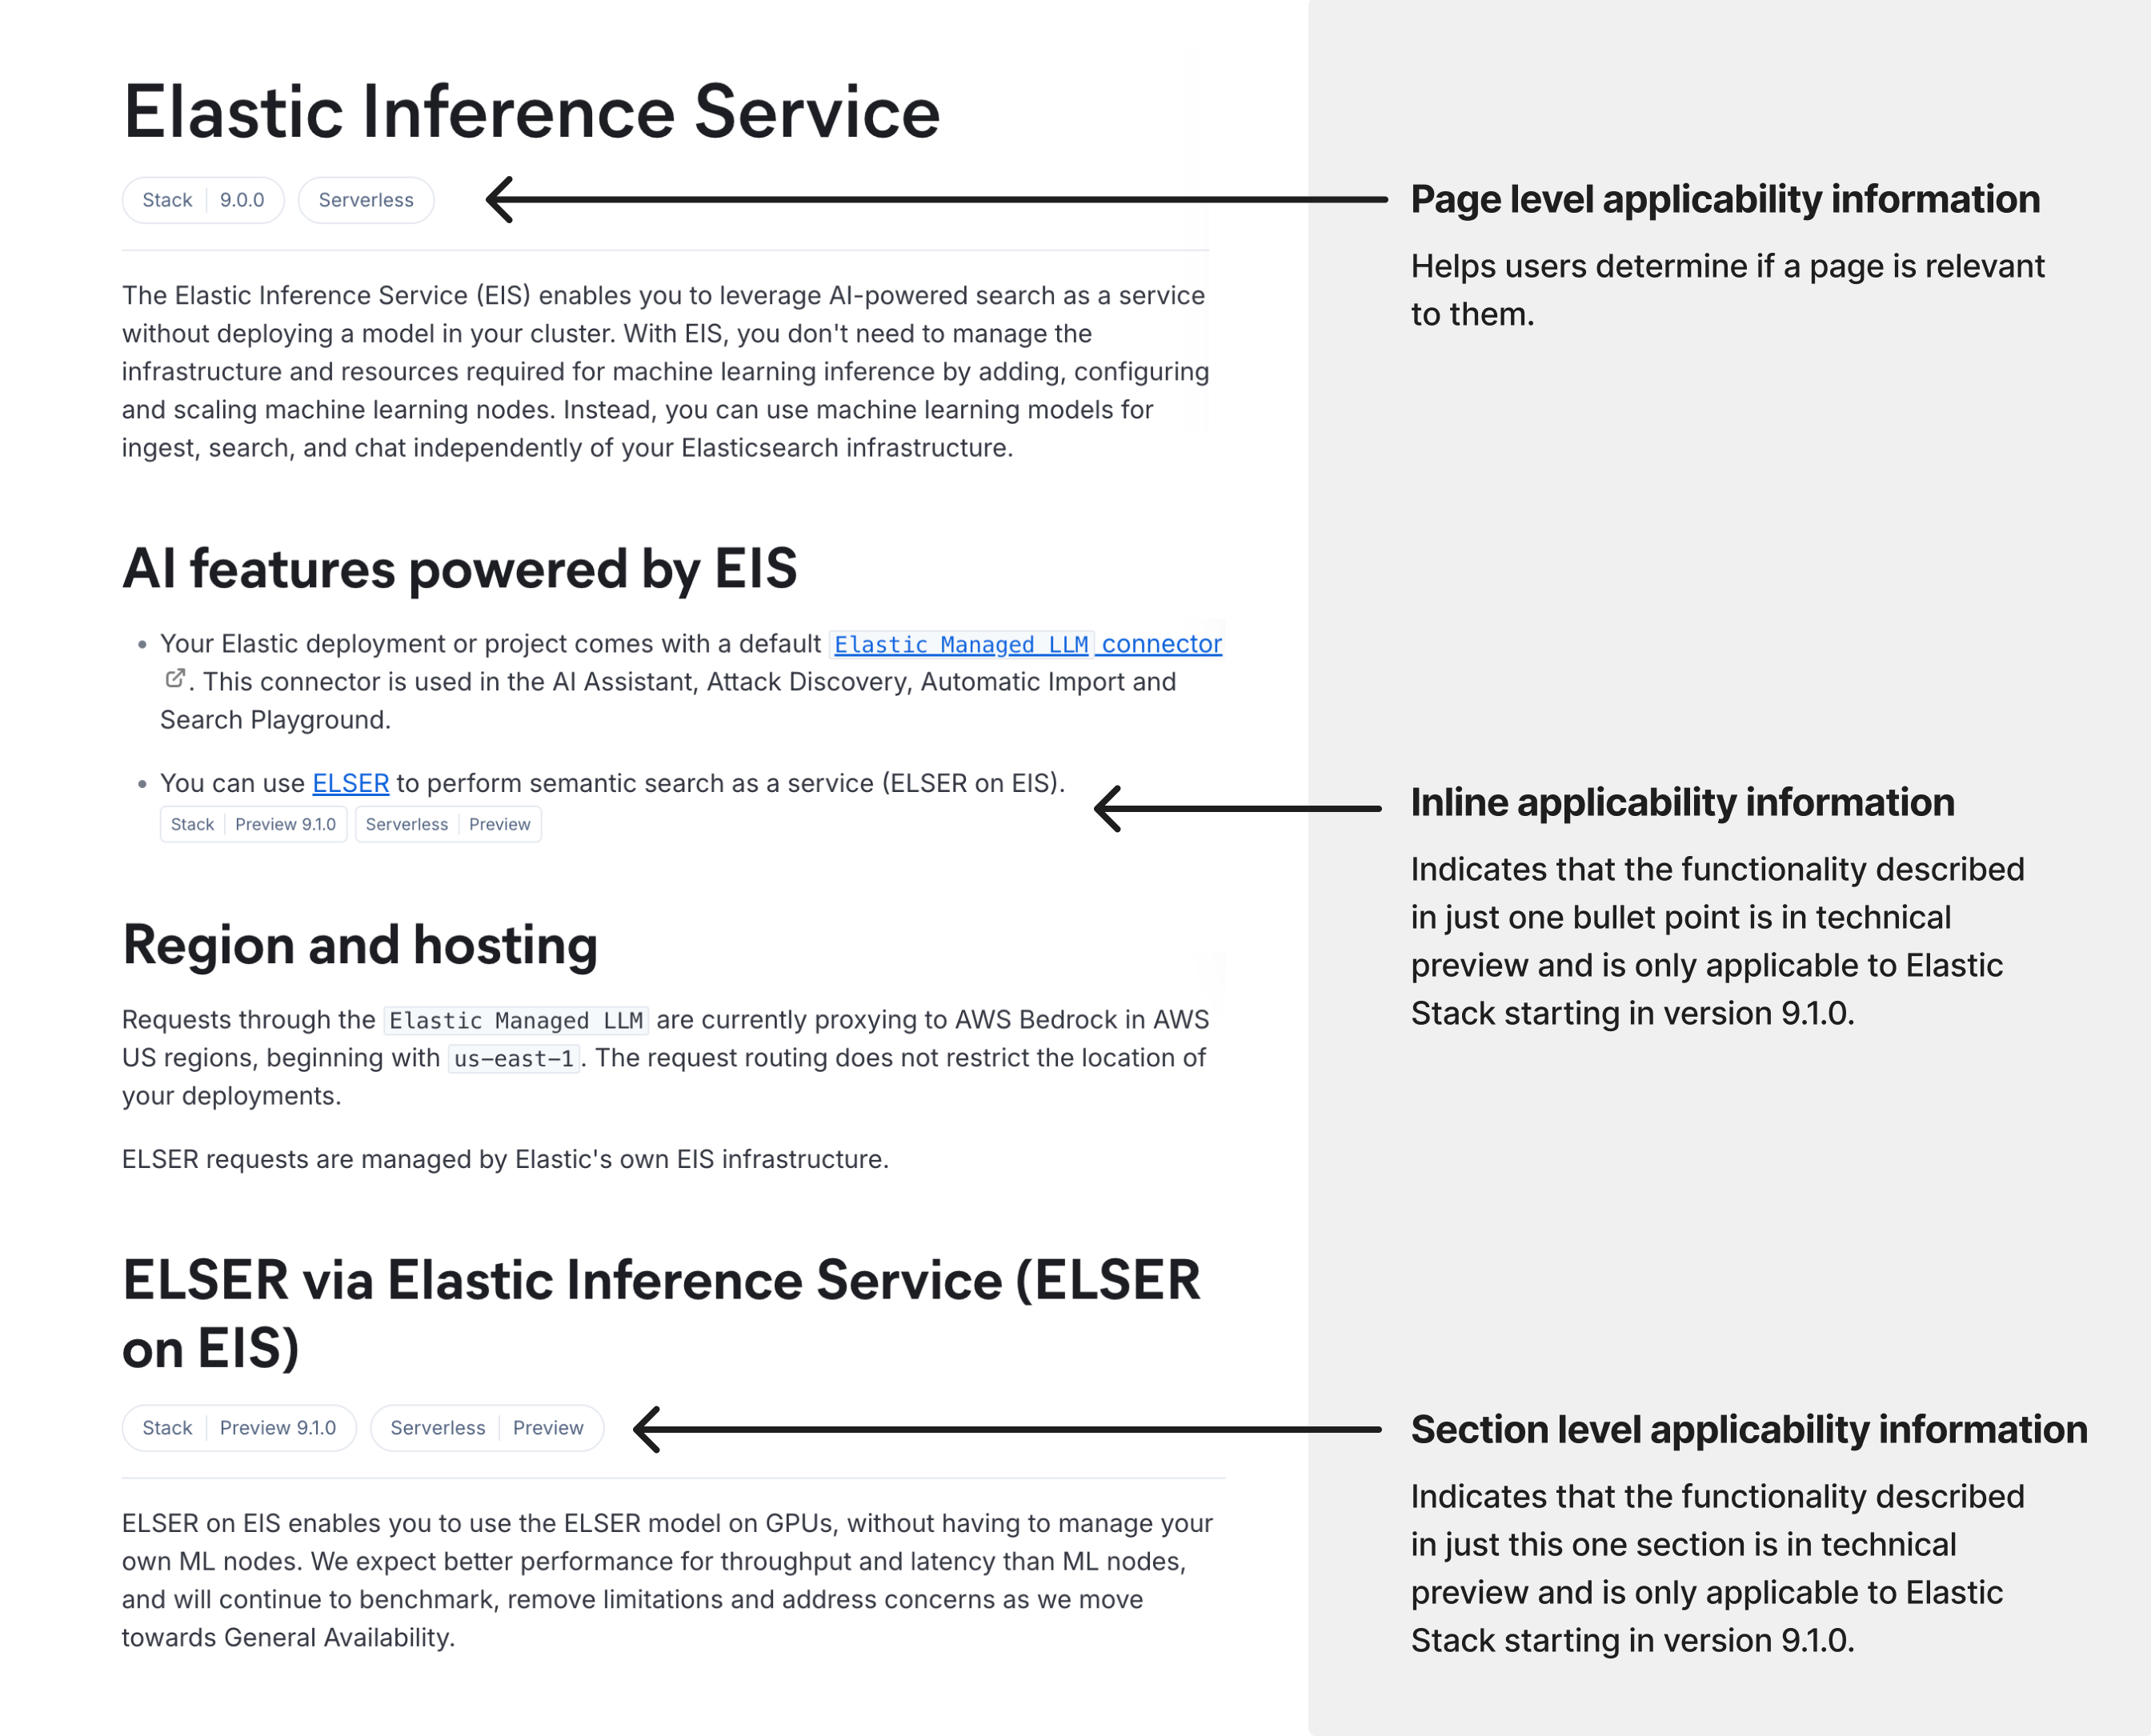 Elastic Inference Service
Stack 9.0.0 Serverless
Page level applicability information
Helps users determine if a page is relevant
to them.
The Elastic Inference Service (EIS) enables you to leverage AI-powered search as a service
without deploying a model in your cluster. With EIS, you don't need to manage the
infrastructure and resources required for machine learning inference by adding, configuring
and scaling machine learning nodes. Instead, you can use machine learning models for
ingest, search, and chat independently of your Elasticsearch infrastructure.
AI features powered by EIS
• Your Elastic deployment or project comes with a default Elastic Managed LLM connector
. This connector is used in the AI Assistant, Attack Discovery, Automatic Import and
Search Playground.
• You can use ELSER to perform semantic search as a service (ELSER on EIS).
Stack Preview 9.1.0 Serverless Preview
Inline applicability information
Indicates that the functionality described
in just one bullet point is in technical
preview and is only applicable to Elastic
Stack starting in version 9.1.0.
Region and hosting
Requests through the Elastic Managed LLM are currently proxying to AWS Bedrock in AWS
US regions, beginning with us-east-1. The request routing does not restrict the location of
your deployments.
ELSER requests are managed by Elastic's own EIS infrastructure.
ELSER via Elastic Inference Service (ELSER
on EIS)
Stack Preview 9.1.0 Serverless Preview
Section level applicability information
Indicates that the functionality described
in just this one section is in technical
preview and is only applicable to Elastic
Stack starting in version 9.1.0.
ELSER on EIS enables you to use the ELSER model on GPUs, without having to manage your
own ML nodes. We expect better performance for throughput and latency than ML nodes,
and will continue to benchmark, remove limitations and address concerns as we move
towards General Availability.